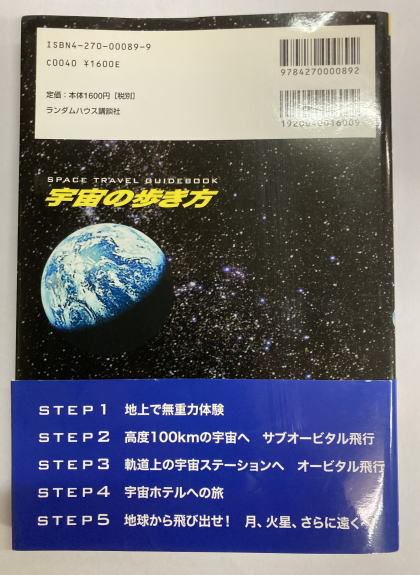 ISBN4-270-00089-9
C0040 ¥1600E
9784270000892
定価：本体1600円［税別］
ランダムハウス講談社
1920040016009
SPACE TRAVEL GUIDEBOOK
宇宙の歩き方
STEP1 地上で無重力体験
STEP2 高度100kmの宇宙へ サブオービタル飛行
STEP3 軌道上の宇宙ステーションへ オービタル飛行
STEP4 宇宙ホテルへの旅
STEP5 地球から飛び出せ！ 月、火星、さらに遠くへ